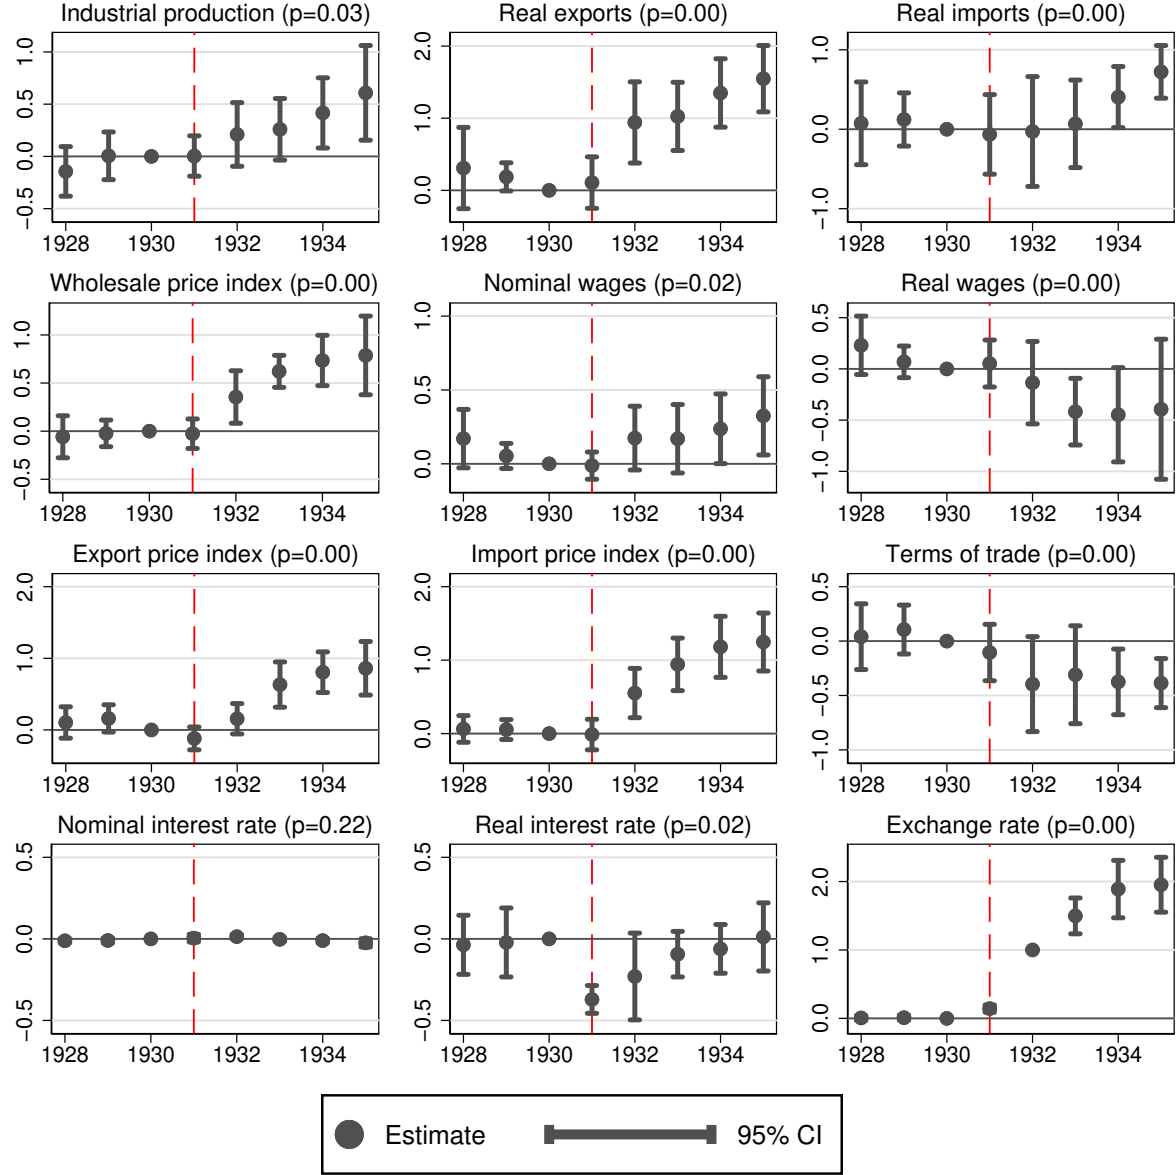 Industrial production (p=0.03)
1.0
0.5
0.0
−0.5
1928 1930 1932 1934
Real exports (p=0.00)
2.0
1.0
0.0
1928 1930 1932 1934
Real imports (p=0.00)
1.0
0.0
−1.0
1928 1930 1932 1934
Wholesale price index (p=0.00)
1.0
0.5
0.0
−0.5
1928 1930 1932 1934
Nominal wages (p=0.02)
1.0
0.5
0.0
1928 1930 1932 1934
Real wages (p=0.00)
0.5
0.0
−0.5
−1.0
1928 1930 1932 1934
Export price index (p=0.00)
2.0
1.0
0.0
1928 1930 1932 1934
Import price index (p=0.00)
2.0
1.0
0.0
1928 1930 1932 1934
Terms of trade (p=0.00)
0.5
0.0
−0.5
−1.0
1928 1930 1932 1934
Nominal interest rate (p=0.22)
0.5
0.0
−0.5
1928 1930 1932 1934
Real interest rate (p=0.02)
0.5
0.0
−0.5
1928 1930 1932 1934
Exchange rate (p=0.00)
2.0
1.0
0.0
1928 1930 1932 1934
Estimate 95% CI